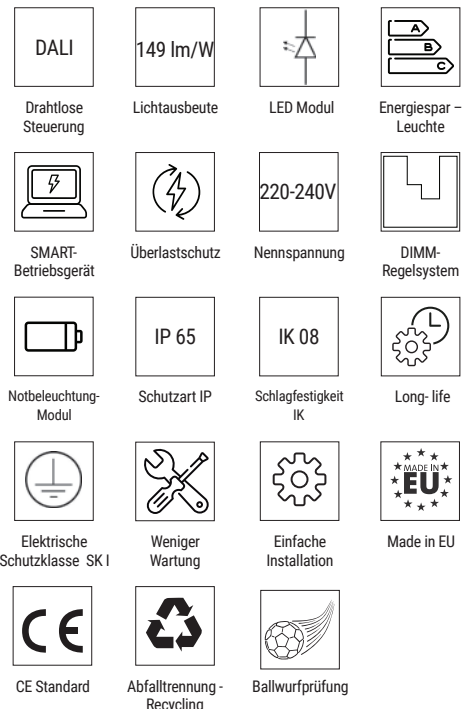 DALI
Drahtlose
Steuerung
149 lm/W
Lichtausbeute
LED Modul
A
B
C
Energiespar –
Leuchte
SMART-
Betriebsgerät
Überlastschutz
220-240V
Nennspannung
DIMM-
Regelsystem
Notbeleuchtung-
Modul
IP 65
Schutzart IP
IK 08
Schlagfestigkeit
IK
Long- life
Elektrische
Schutzklasse SK I
Weniger
Wartung
Einfache
Installation
MADE IN
EU
Made in EU
CE
CE Standard
Abfalltrennung -
Recycling
Ballwurfprüfung